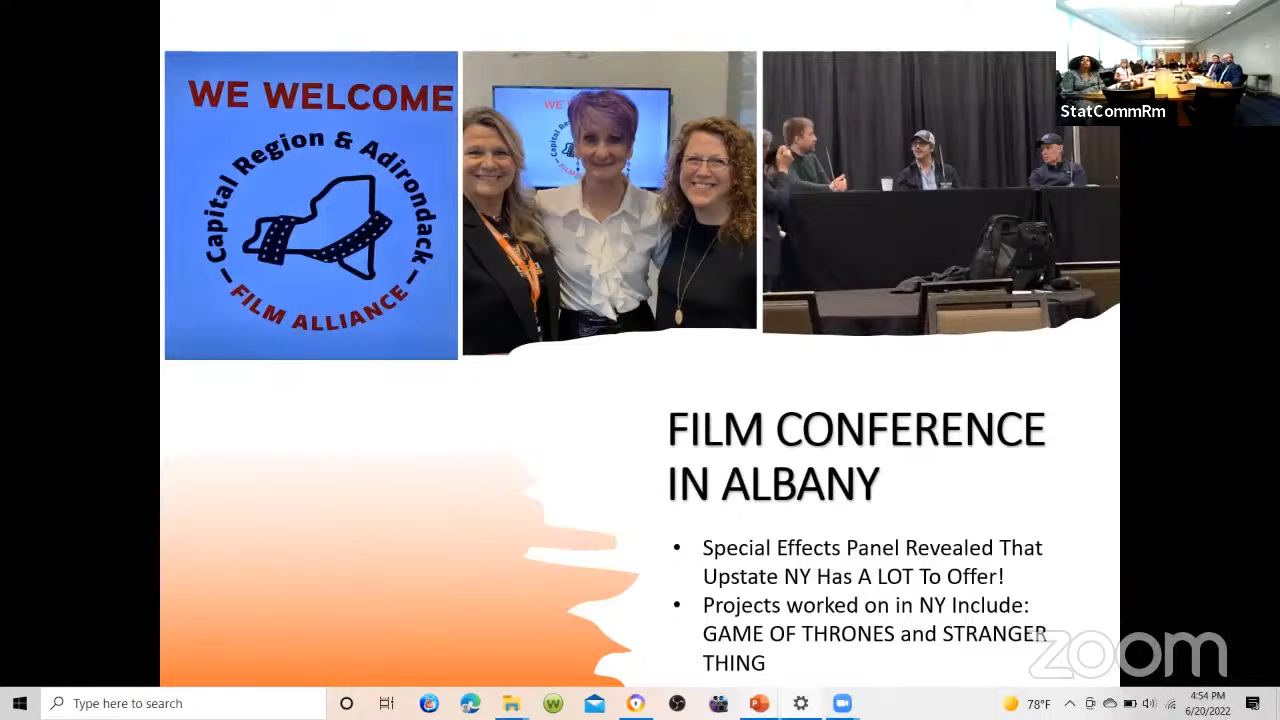 WE WELCOME
Capital Region & Adirondack
FILM ALLIANCE
StatCommRm
FILM CONFERENCE
IN ALBANY
• Special Effects Panel Revealed That
Upstate NY Has A LOT To Offer!
• Projects worked on in NY Include:
GAME OF THRONES and STRANGER
THING
zoom
Type here to search
78°F
4:54 PM
6/20/2022